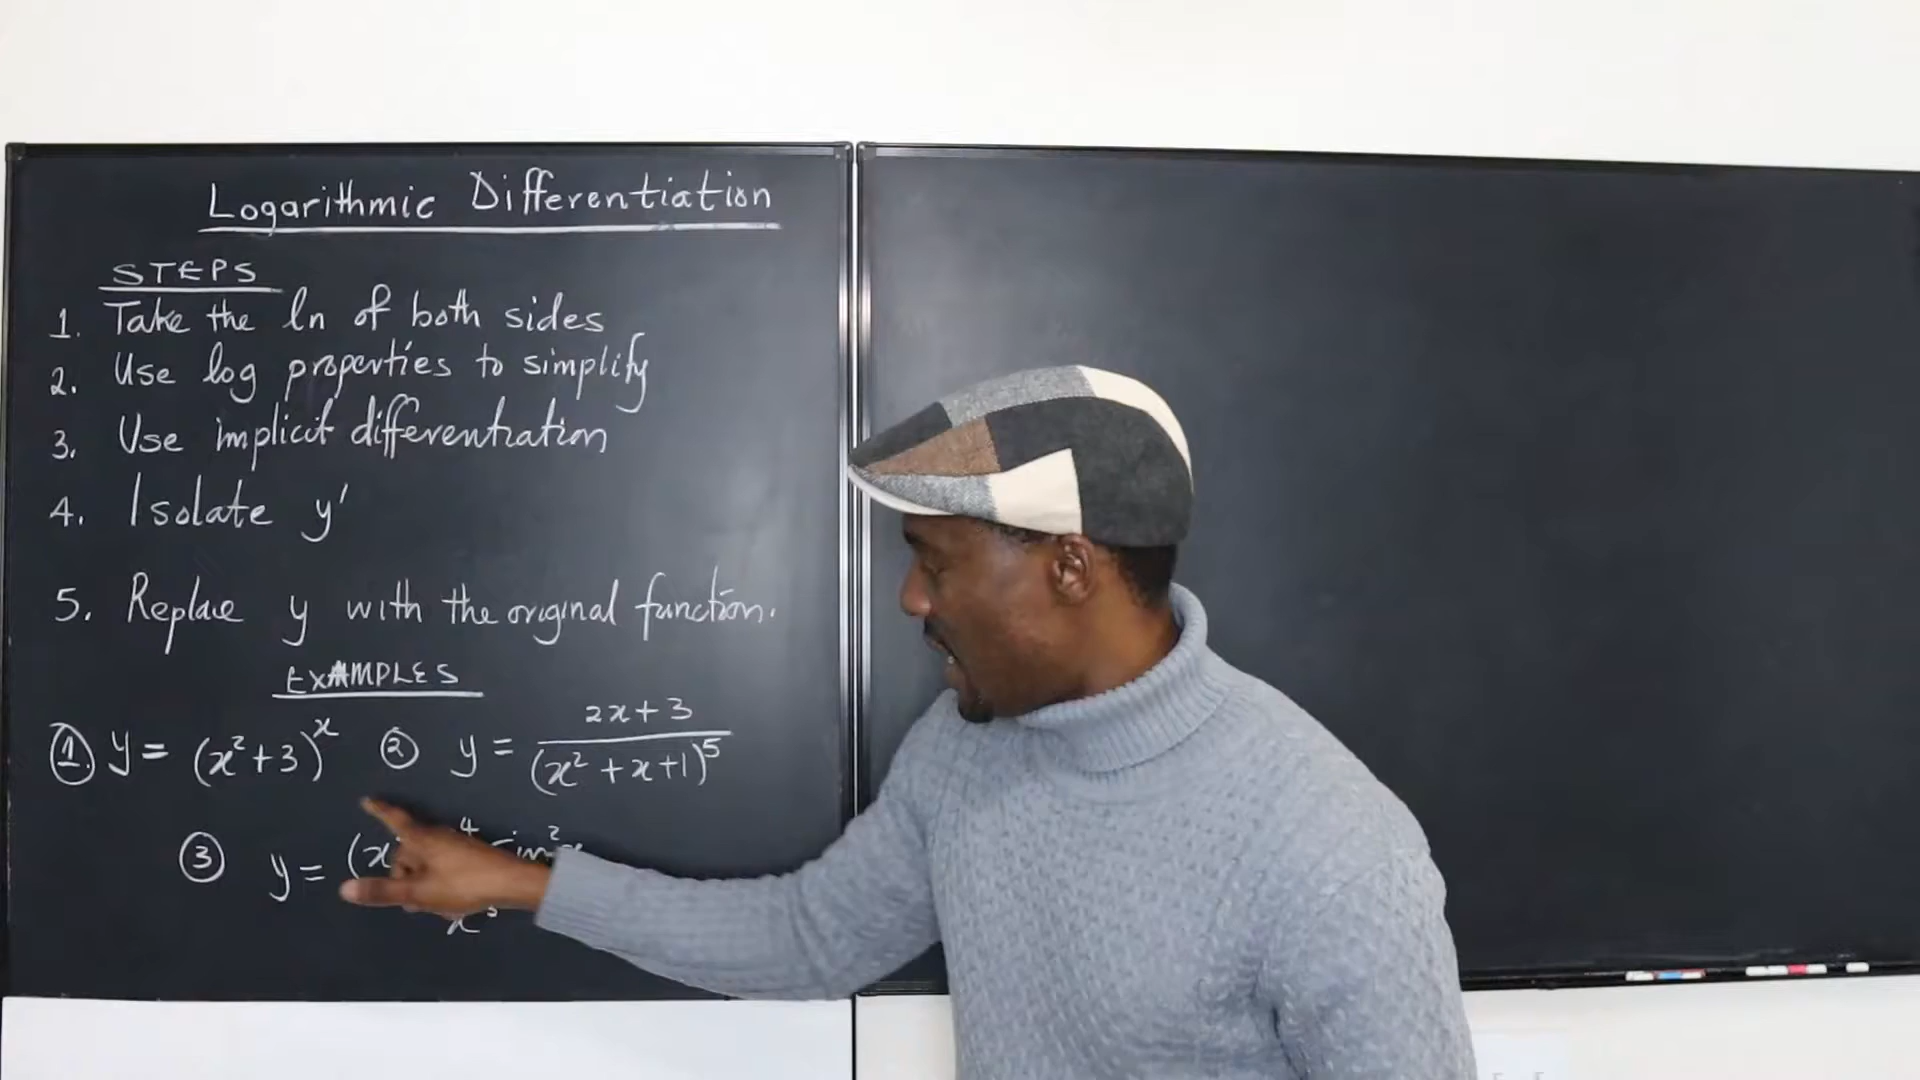 Logarithmic Differentiation
STEPS
1. Take the ln of both sides
2. Use log properties to simplify
3. Use implicit differentiation
4. Isolate y'
5. Replace y with the original function.
EXAMPLES
①. y = (x²+3)ˣ ② y = 2x+3 / (x²+x+1)⁵
③ y = (x